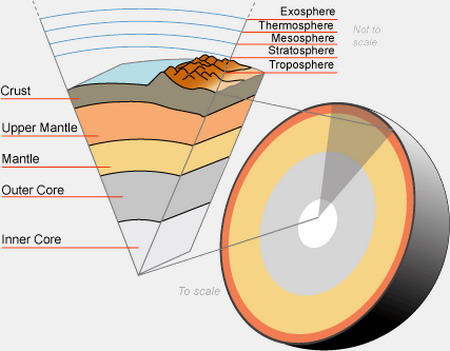 Exosphere
Thermosphere
Mesosphere
Stratosphere
Troposphere
Not to
scale
Crust
Upper Mantle
Mantle
Outer Core
Inner Core
To scale